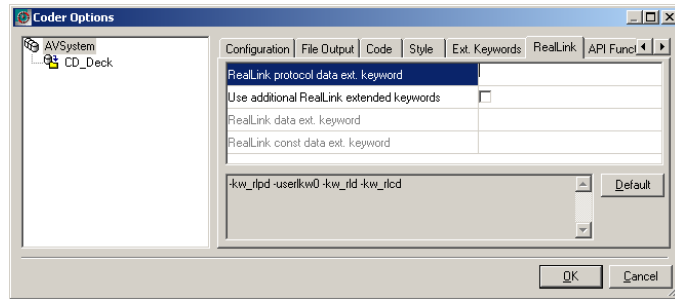 Coder Options
AVSystem
CD_Deck
Configuration File Output Code Style Ext. Keywords RealLink API Funct
RealLink protocol data ext. keyword
Use additional RealLink extended keywords
RealLink data ext. keyword
RealLink const data ext. keyword
-kw_rlpd -userlkw0 -kw_rld -kw_rlcd
Default
OK Cancel